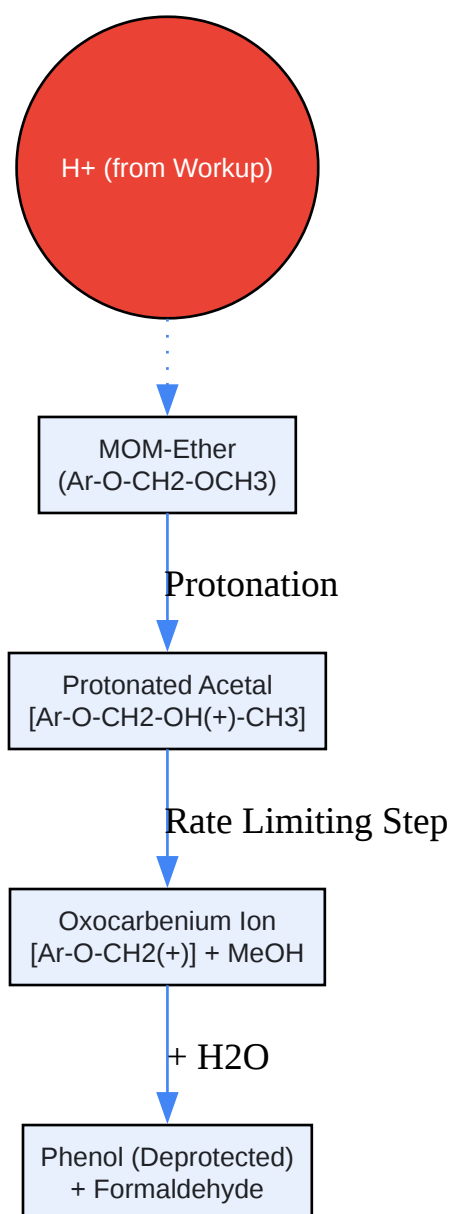 H+ (from Workup)
MOM-Ether
(Ar-O-CH2-OCH3)
Protonation
Protonated Acetal
[Ar-O-CH2-OH(+)-CH3]
Rate Limiting Step
Oxocarbenium Ion
[Ar-O-CH2(+)] + MeOH
+ H2O
Phenol (Deprotected)
+ Formaldehyde